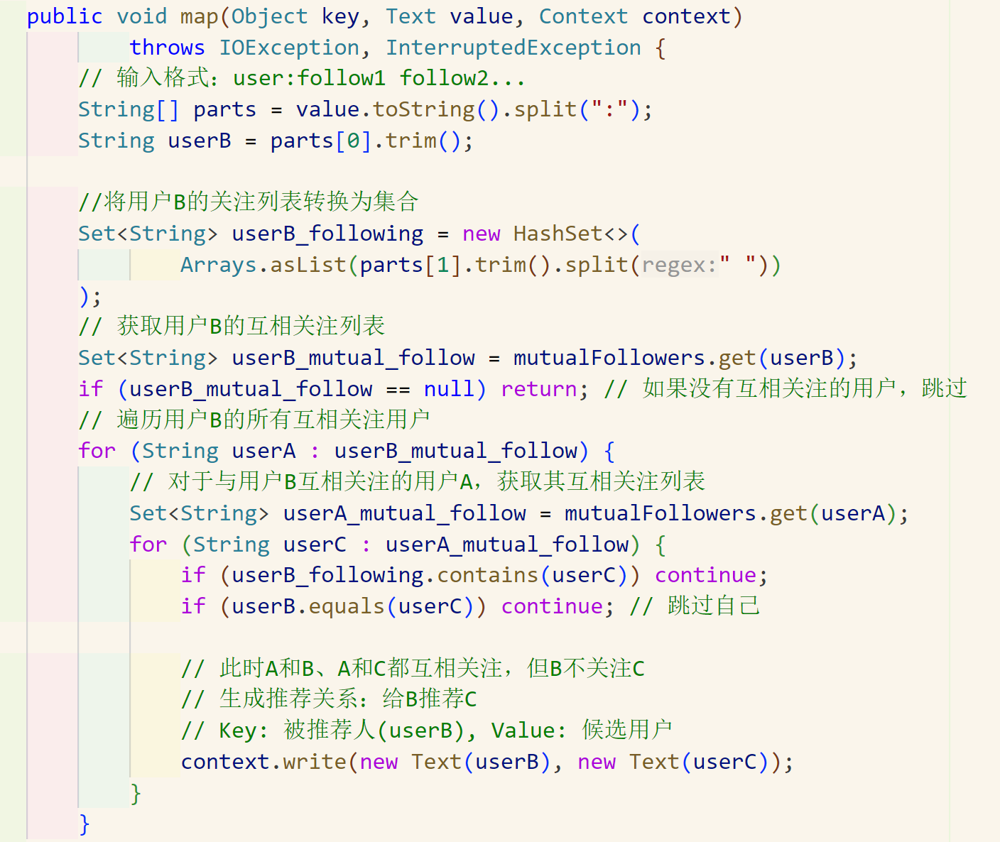 public void map(Object key, Text value, Context context)
        throws IOException, InterruptedException {
    // 输入格式：user:follow1 follow2...
    String[] parts = value.toString().split(":");
    String userB = parts[0].trim();

    //将用户B的关注列表转换为集合
    Set<String> userB_following = new HashSet<>(
            Arrays.asList(parts[1].trim().split(regex:" "))
    );
    // 获取用户B的互相关注列表
    Set<String> userB_mutual_follow = mutualFollowers.get(userB);
    if (userB_mutual_follow == null) return; // 如果没有互相关注的用户，跳过
    // 遍历用户B的所有互相关注用户
    for (String userA : userB_mutual_follow) {
        // 对于与用户B互相关注的用户A，获取其互相关注列表
        Set<String> userA_mutual_follow = mutualFollowers.get(userA);
        for (String userC : userA_mutual_follow) {
            if (userB_following.contains(userC)) continue;
            if (userB.equals(userC)) continue; // 跳过自己

            // 此时A和B、A和C都互相关注，但B不关注C
            // 生成推荐关系：给B推荐C
            // Key: 被推荐人(userB), Value: 候选用户
            context.write(new Text(userB), new Text(userC));
        }
    }